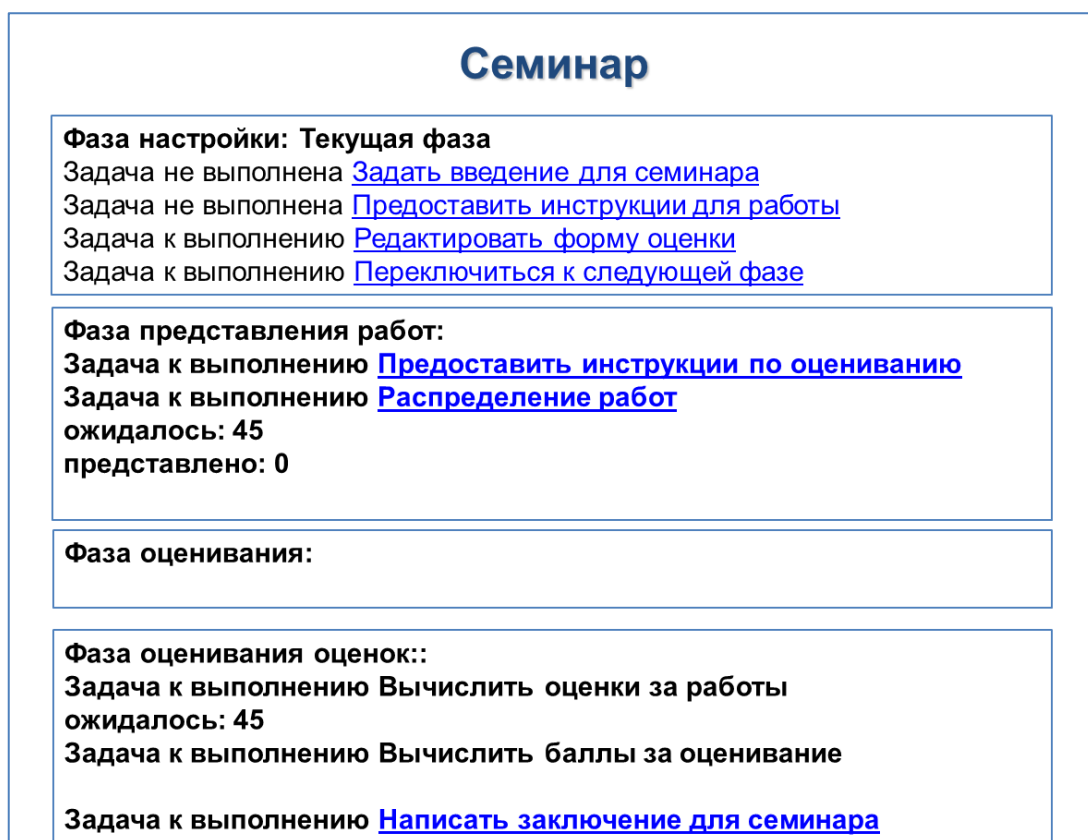 Семинар
Фаза настройки: Текущая фаза
Задача не выполнена Задать введение для семинара
Задача не выполнена Предоставить инструкции для работы
Задача к выполнению Редактировать форму оценки
Задача к выполнению Переключиться к следующей фазе
Фаза представления работ:
Задача к выполнению Предоставить инструкции по оцениванию
Задача к выполнению Распределение работ
ожидалось: 45
представлено: 0
Фаза оценивания:
Фаза оценивания оценок::
Задача к выполнению Вычислить оценки за работы
ожидалось: 45
Задача к выполнению Вычислить баллы за оценивание
Задача к выполнению Написать заключение для семинара